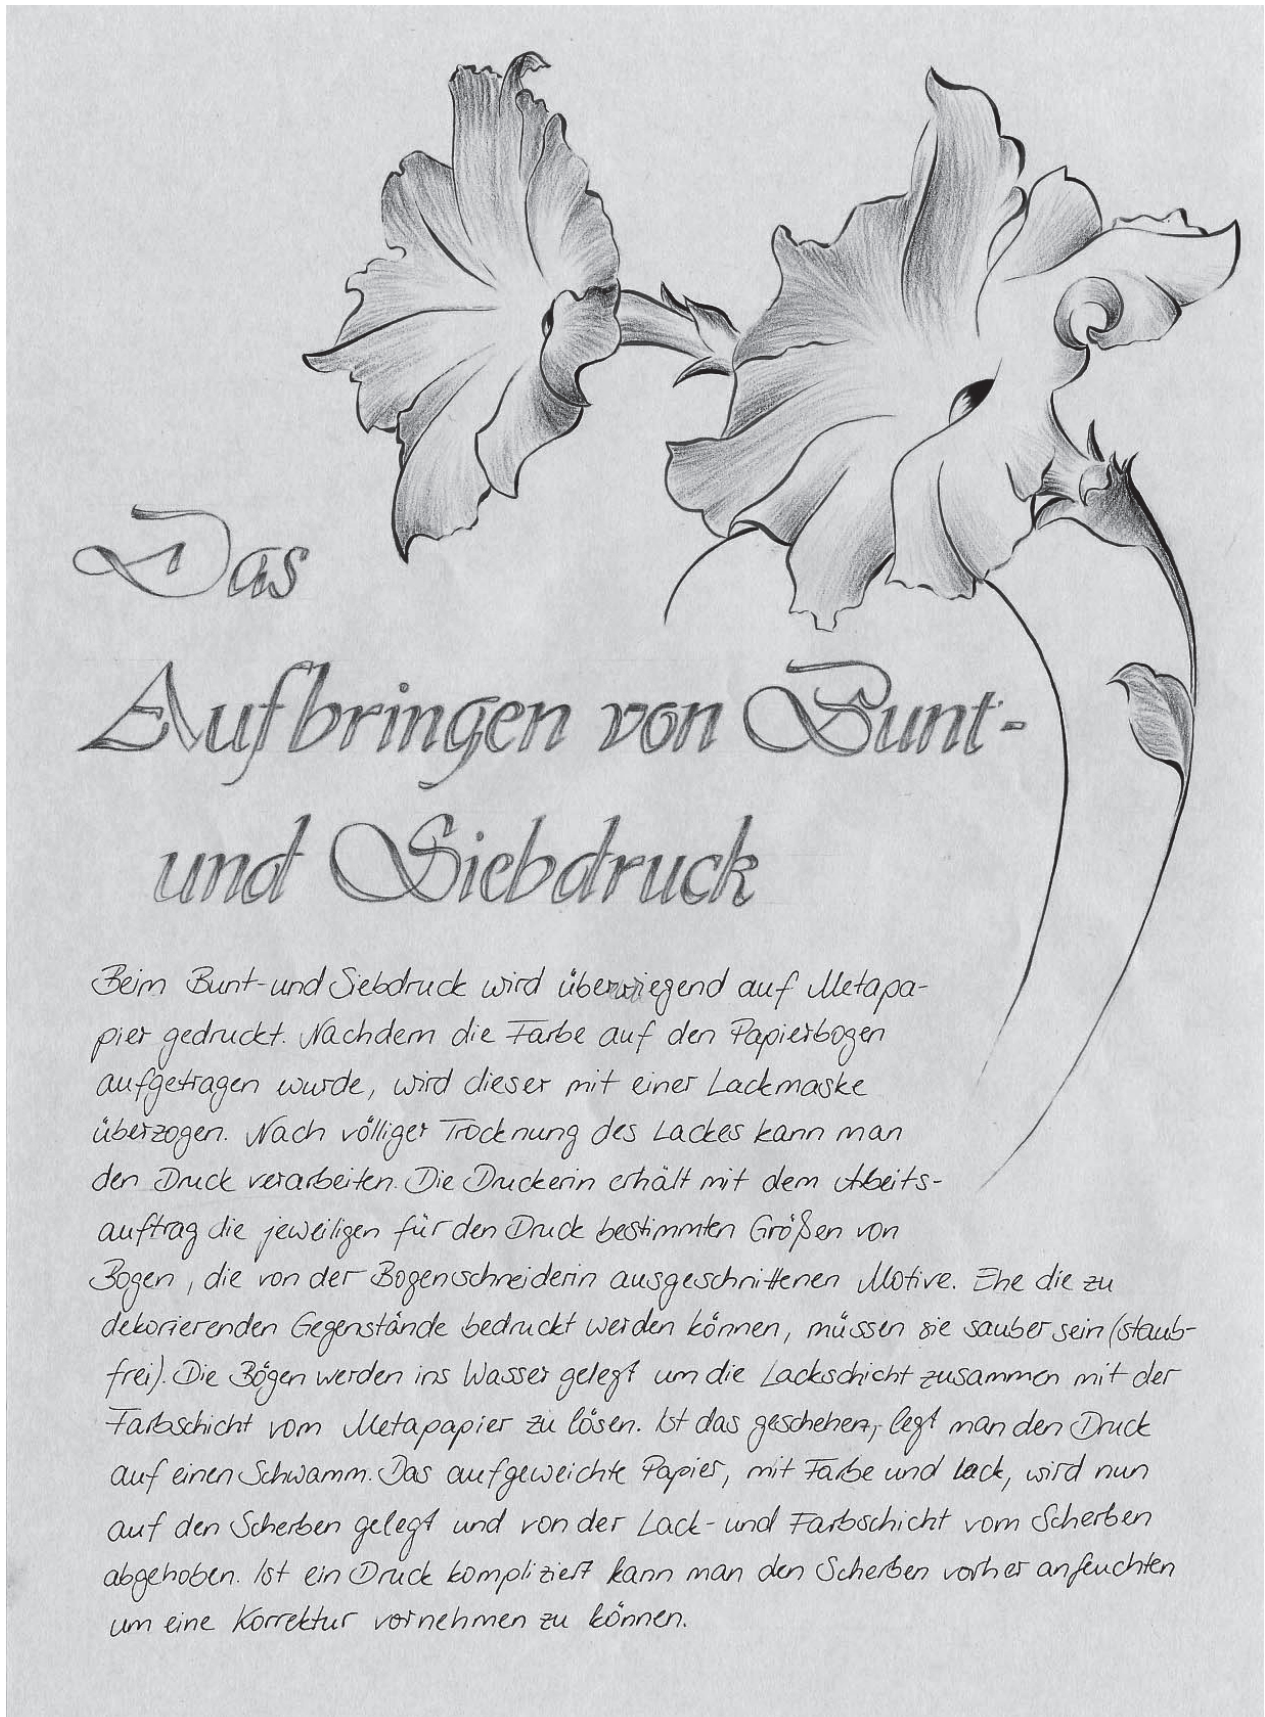 Das
Aufbringen von Bunt-
und Siebdruck
Beim Bunt-und Siebdruck wird überwiegend auf Metapa-
pier gedruckt. Nachdem die Farbe auf den Papierbogen
aufgetragen wurde, wird dieser mit einer Lackmaske
überzogen. Nach völliger Trocknung des Lackes kann man
den Druck verarbeiten. Die Druckerin erhält mit dem Arbeits-
auftrag die jeweiligen für den Druck bestimmten Größen von
Bogen, die von der Bogenschneiderin ausgeschnittenen Motive. Ehe die zu
dekorierenden Gegenstände bedruckt werden können, müssen sie sauber sein (staub-
frei). Die Bögen werden ins Wasser gelegt um die Lackschicht zusammen mit der
Farbschicht vom Metapapier zu lösen. Ist das geschehen, legt man den Druck
auf einen Schwamm. Das aufgeweichte Papier, mit Farbe und Lack, wird nun
auf den Scherben gelegt und von der Lack- und Farbschicht vom Scherben
abgehoben. Ist ein Druck kompliziert kann man den Scherben vorher anfeuchten
um eine Korrektur vornehmen zu können.